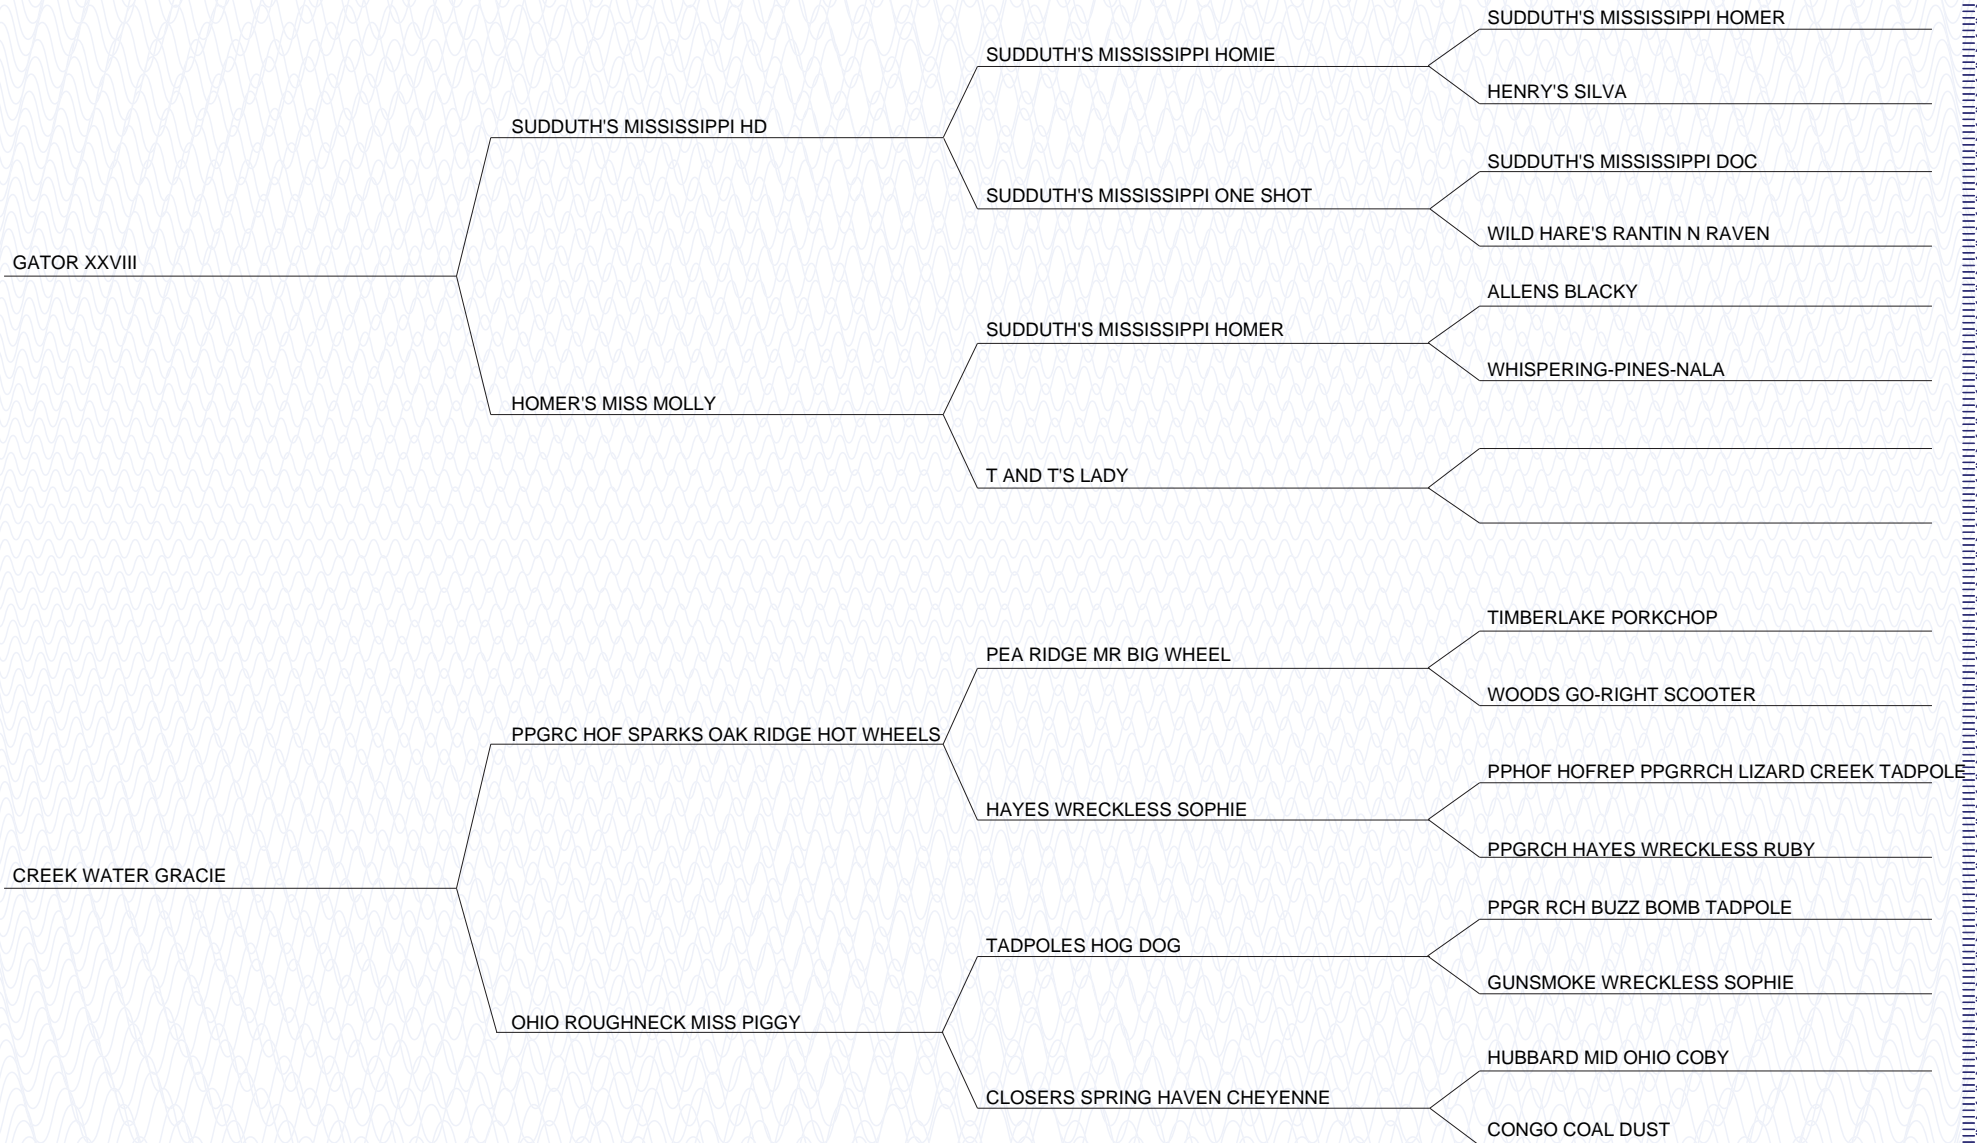 SUDDUTH'S MISSISSIPPI HOMER
SUDDUTH'S MISSISSIPPI HOMIE
HENRY'S SILVA
SUDDUTH'S MISSISSIPPI HD
SUDDUTH'S MISSISSIPPI DOC
SUDDUTH'S MISSISSIPPI ONE SHOT
WILD HARE'S RANTIN N RAVEN
GATOR XXVIII
ALLENS BLACKY
SUDDUTH'S MISSISSIPPI HOMER
WHISPERING-PINES-NALA
HOMER'S MISS MOLLY
T AND T'S LADY
TIMBERLAKE PORKCHOP
PEA RIDGE MR BIG WHEEL
WOODS GO-RIGHT SCOOTER
PPGRC HOF SPARKS OAK RIDGE HOT WHEELS
PPHOF HOFREP PPGRRCH LIZARD CREEK TADPOLE
HAYES WRECKLESS SOPHIE
PPGRCH HAYES WRECKLESS RUBY
CREEK WATER GRACIE
PPGR RCH BUZZ BOMB TADPOLE
TADPOLES HOG DOG
GUNSMOKE WRECKLESS SOPHIE
OHIO ROUGHNECK MISS PIGGY
HUBBARD MID OHIO COBY
CLOSERS SPRING HAVEN CHEYENNE
CONGO COAL DUST